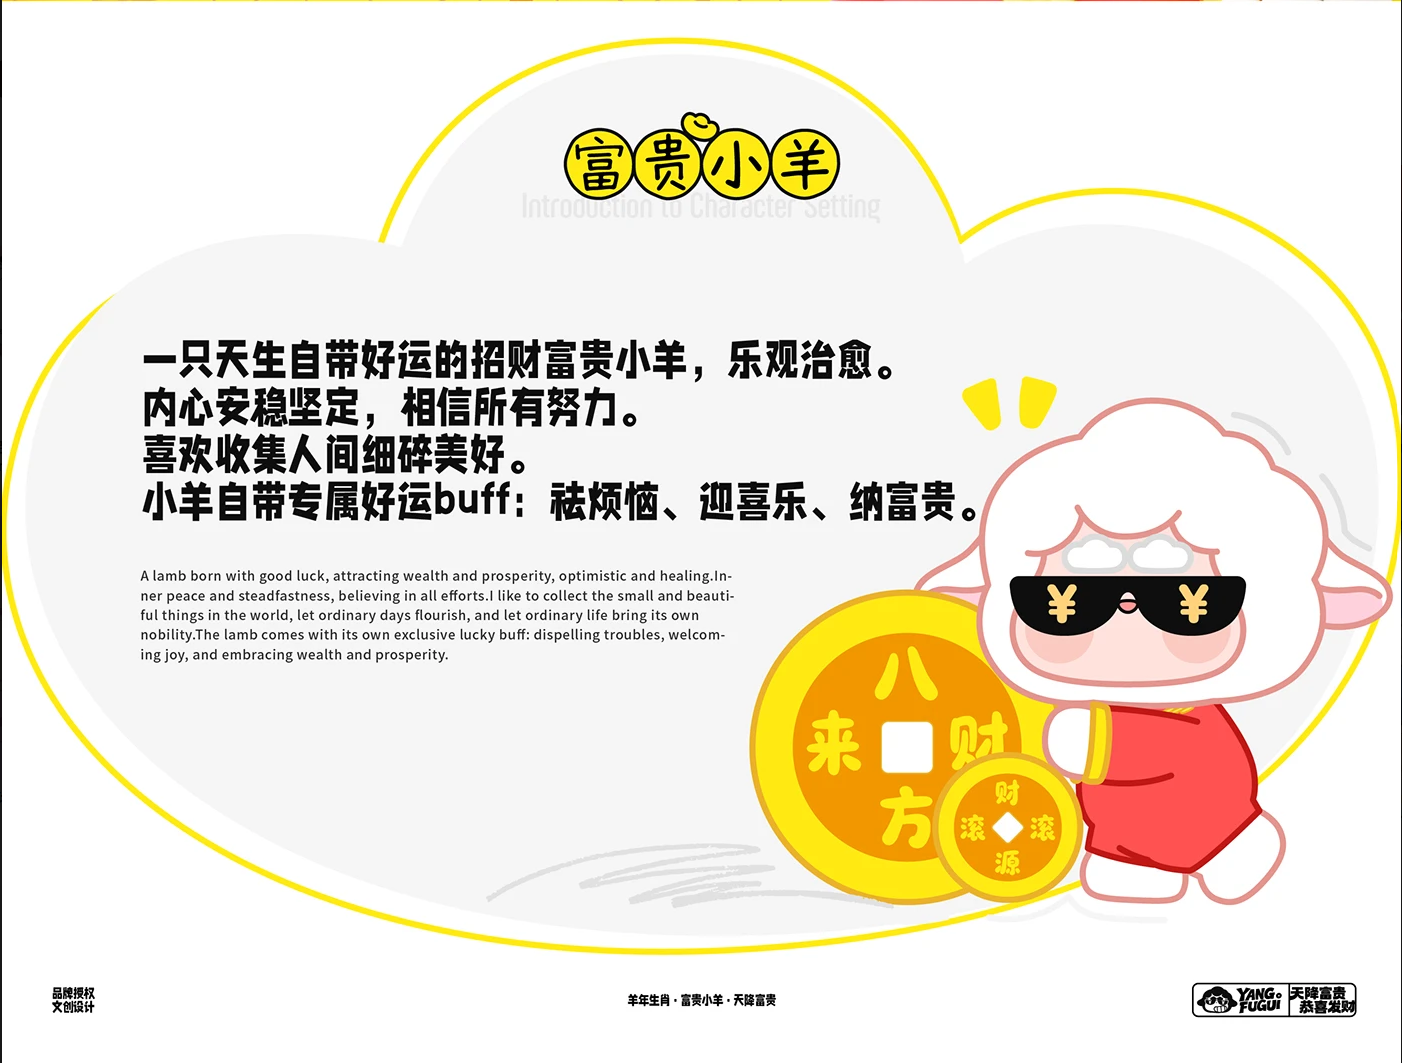 富贵小羊
Introduction to Character Setting
一只天生自带好运的招财富贵小羊，乐观治愈。
内心安稳坚定，相信所有努力。
喜欢收集人间细碎美好。
小羊自带专属好运buff：祛烦恼、迎喜乐、纳富贵。
A lamb born with good luck, attracting wealth and prosperity, optimistic and healing.In-
ner peace and steadfastness, believing in all efforts.I like to collect the small and beauti-
ful things in the world, let ordinary days flourish, and let ordinary life bring its own
nobility.The lamb comes with its own exclusive lucky buff: dispelling troubles, welcom-
ing joy, and embracing wealth and prosperity.
¥ ¥
八
来 财
方
财
滚 滚
源
品牌授权
文创设计
羊年生肖·富贵小羊·天降富贵
YANG
FUGUI
天降富贵
恭喜发财